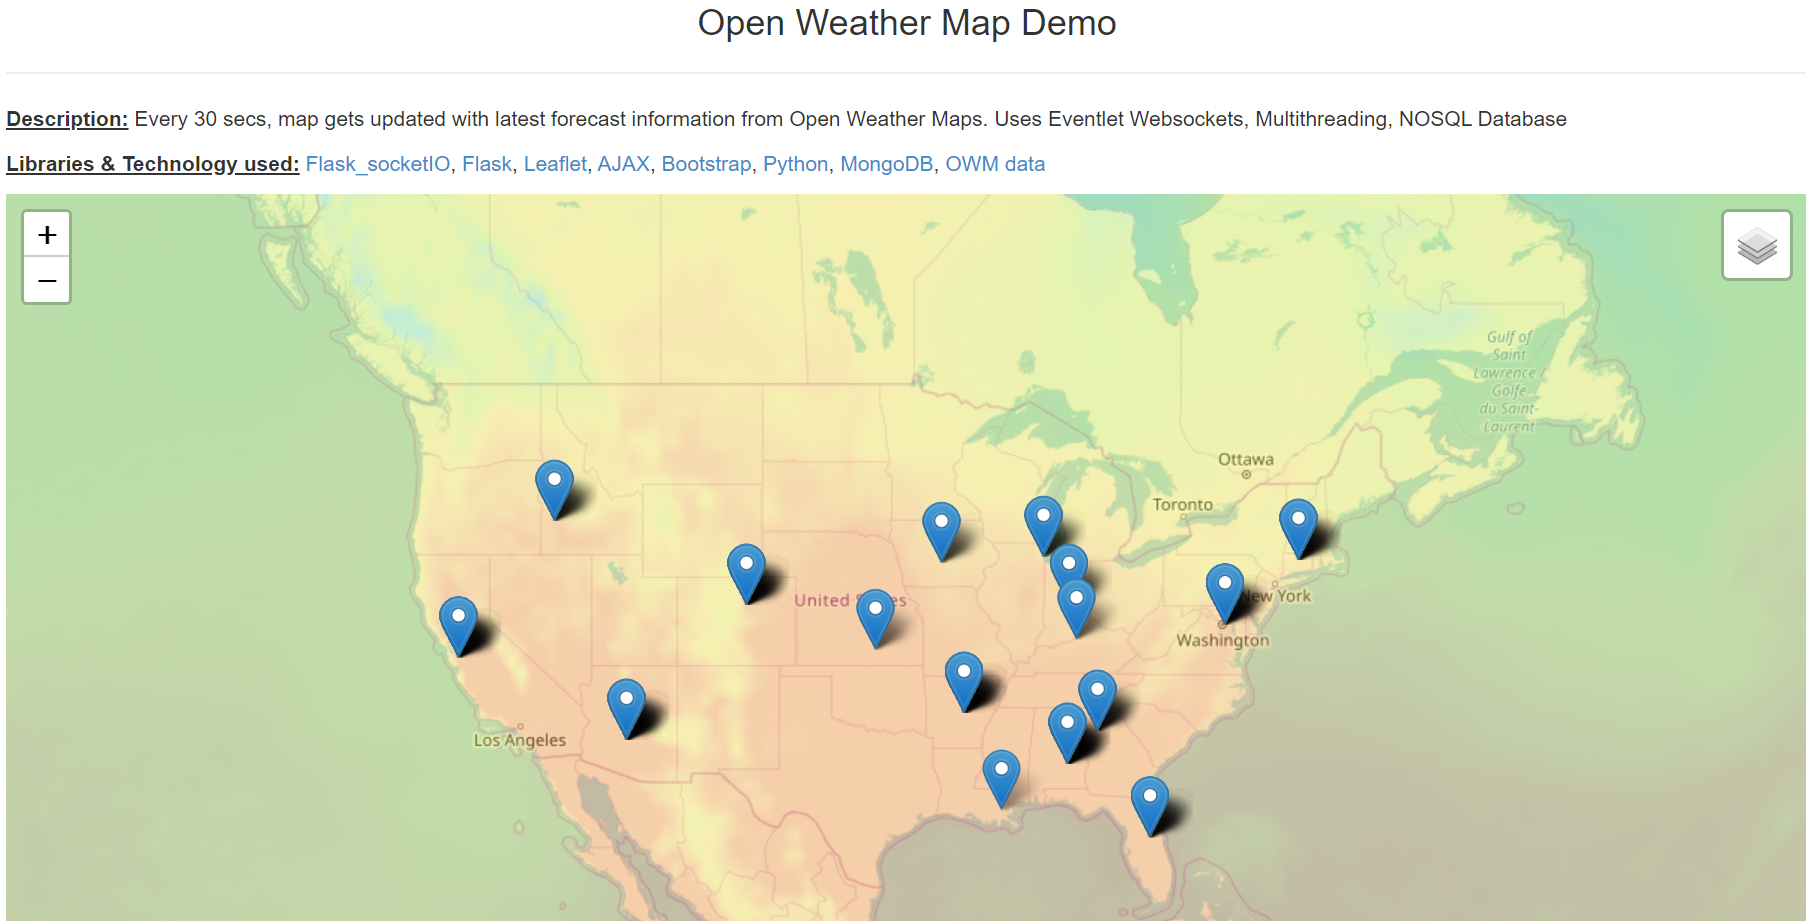 Open Weather Map Demo
Description: Every 30 secs, map gets updated with latest forecast information from Open Weather Maps. Uses Eventlet Websockets, Multithreading, NOSQL Database
Libraries & Technology used: Flask_socketIO, Flask, Leaflet, AJAX, Bootstrap, Python, MongoDB, OWM data
+
−
Gulf of
Saint
Lawrence /
Golfe
du Saint-
Laurent
Ottawa
Toronto
New York
United States
Washington
Los Angeles